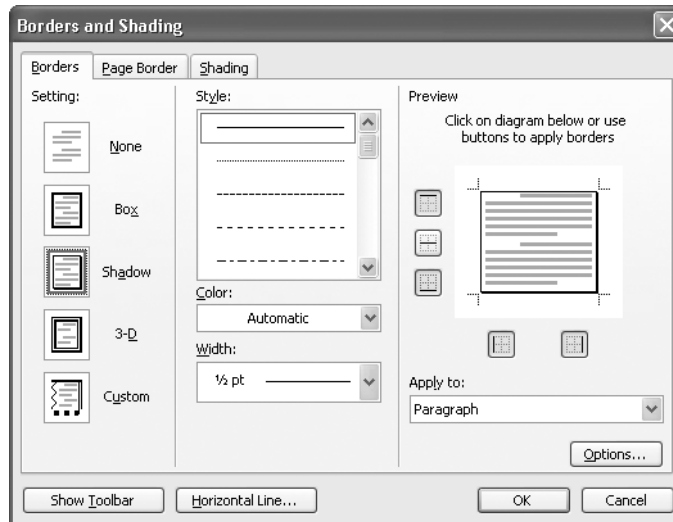 Borders and Shading
Borders
Page Border
Shading
Setting:
None
Box
Shadow
3-D
Custom
Style:
Color:
Automatic
Width:
½ pt
Preview
Click on diagram below or use
buttons to apply borders
Apply to:
Paragraph
Options...
Show Toolbar
Horizontal Line...
OK
Cancel